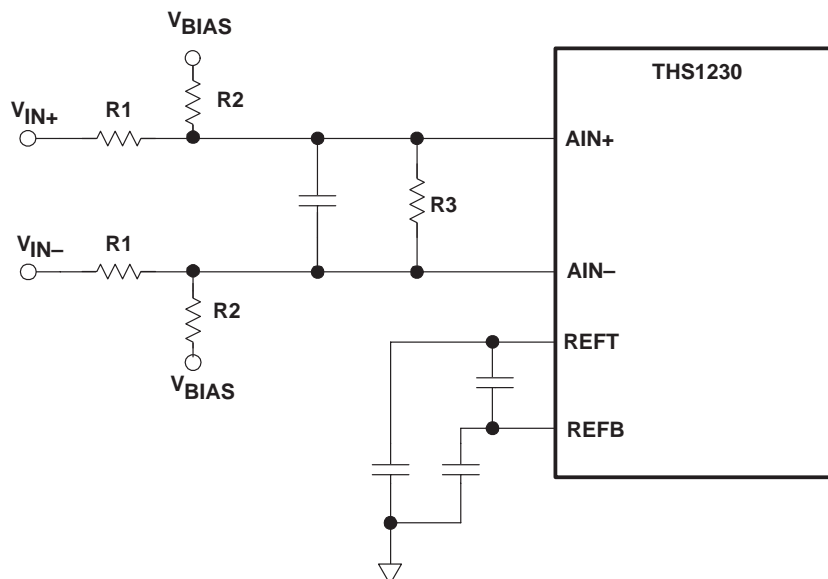 VBIAS
THS1230
R2
VIN+
R1
AIN+
R3
VIN–
R1
AIN–
R2
REFT
VBIAS
REFB